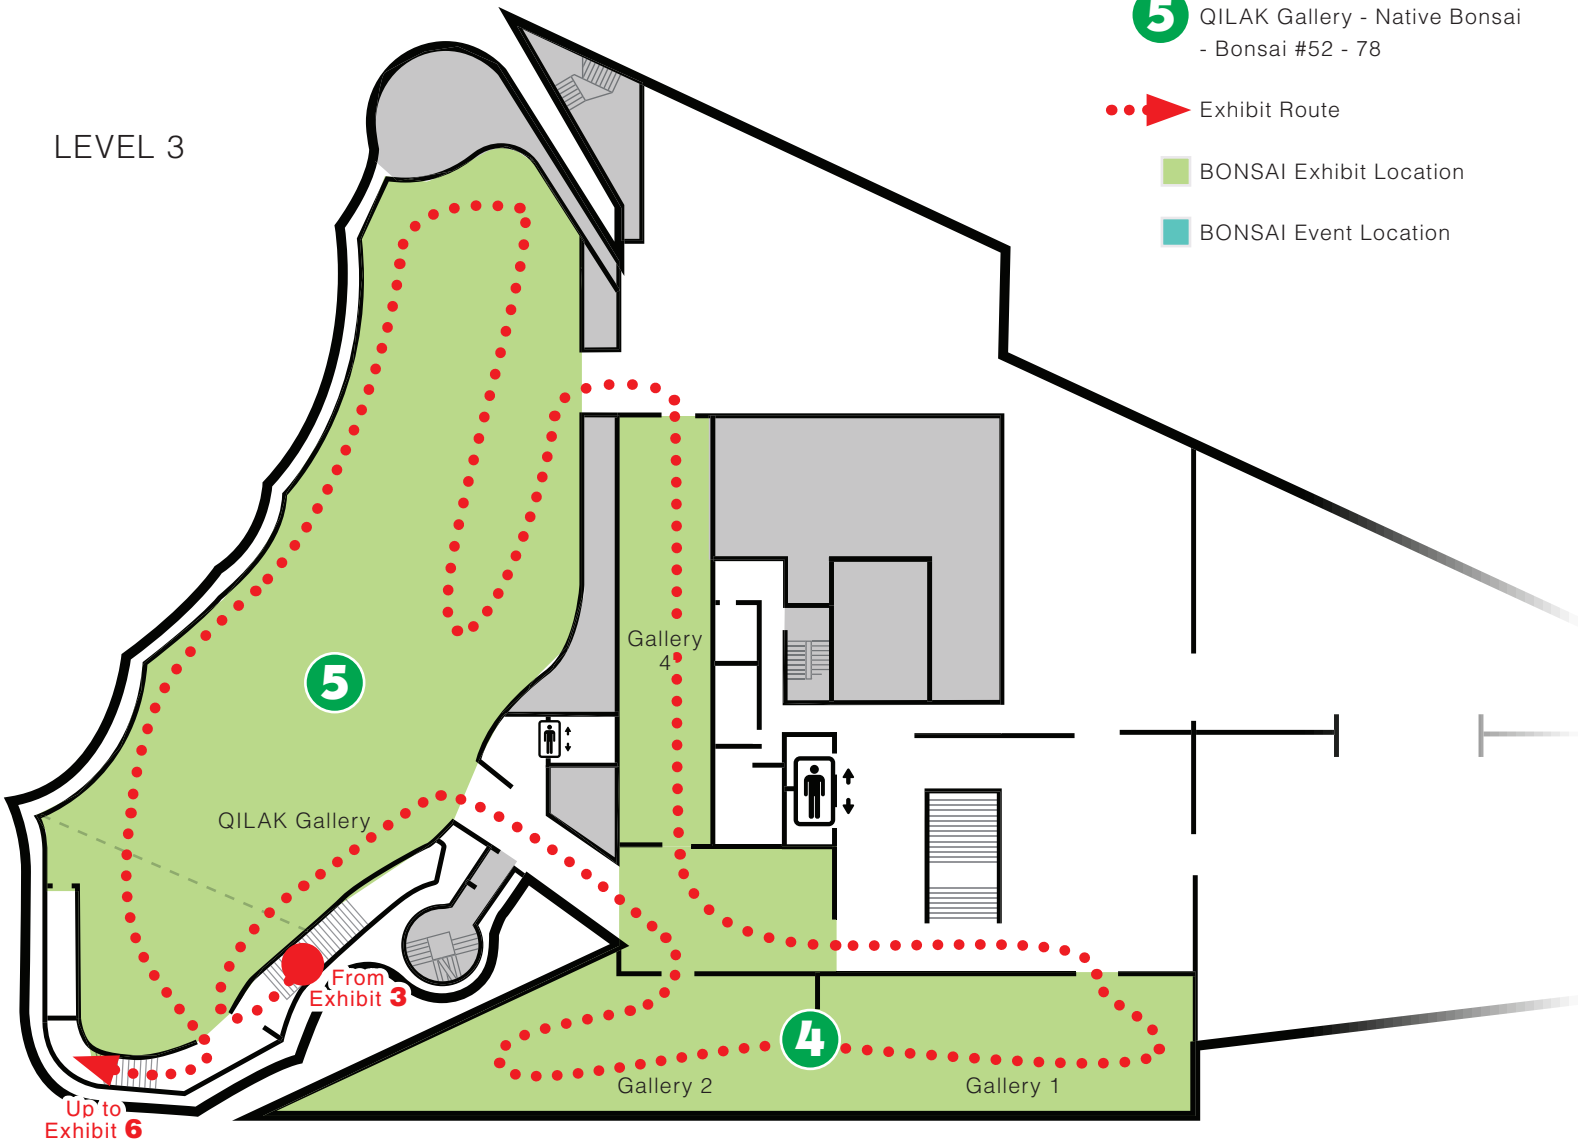 5 QILAK Gallery - Native Bonsai
- Bonsai #52 - 78
Exhibit Route
BONSAI Exhibit Location
BONSAI Event Location
LEVEL 3
Gallery
4
5
QILAK Gallery
From
Exhibit 3
4
Gallery 2
Gallery 1
Up to
Exhibit 6